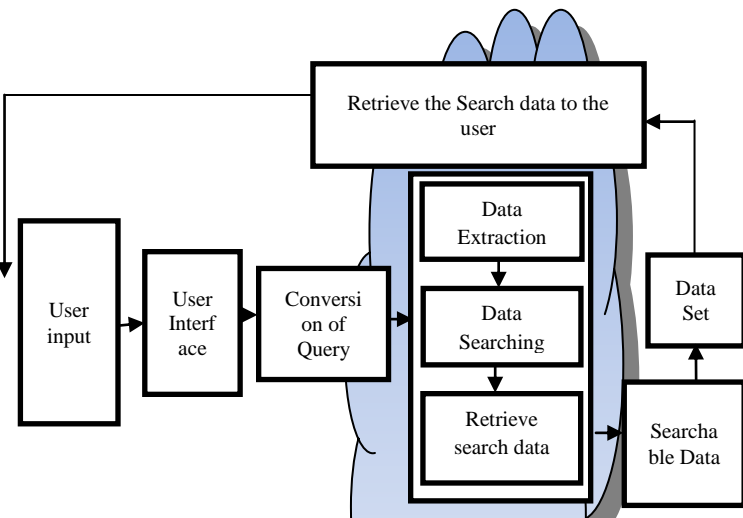 Retrieve the Search data to the
user
Data
Extraction
User
input
User
Interf
ace
Conversi
on of
Query
Data
Searching
Retrieve
search data
Data
Set
Searcha
ble Data